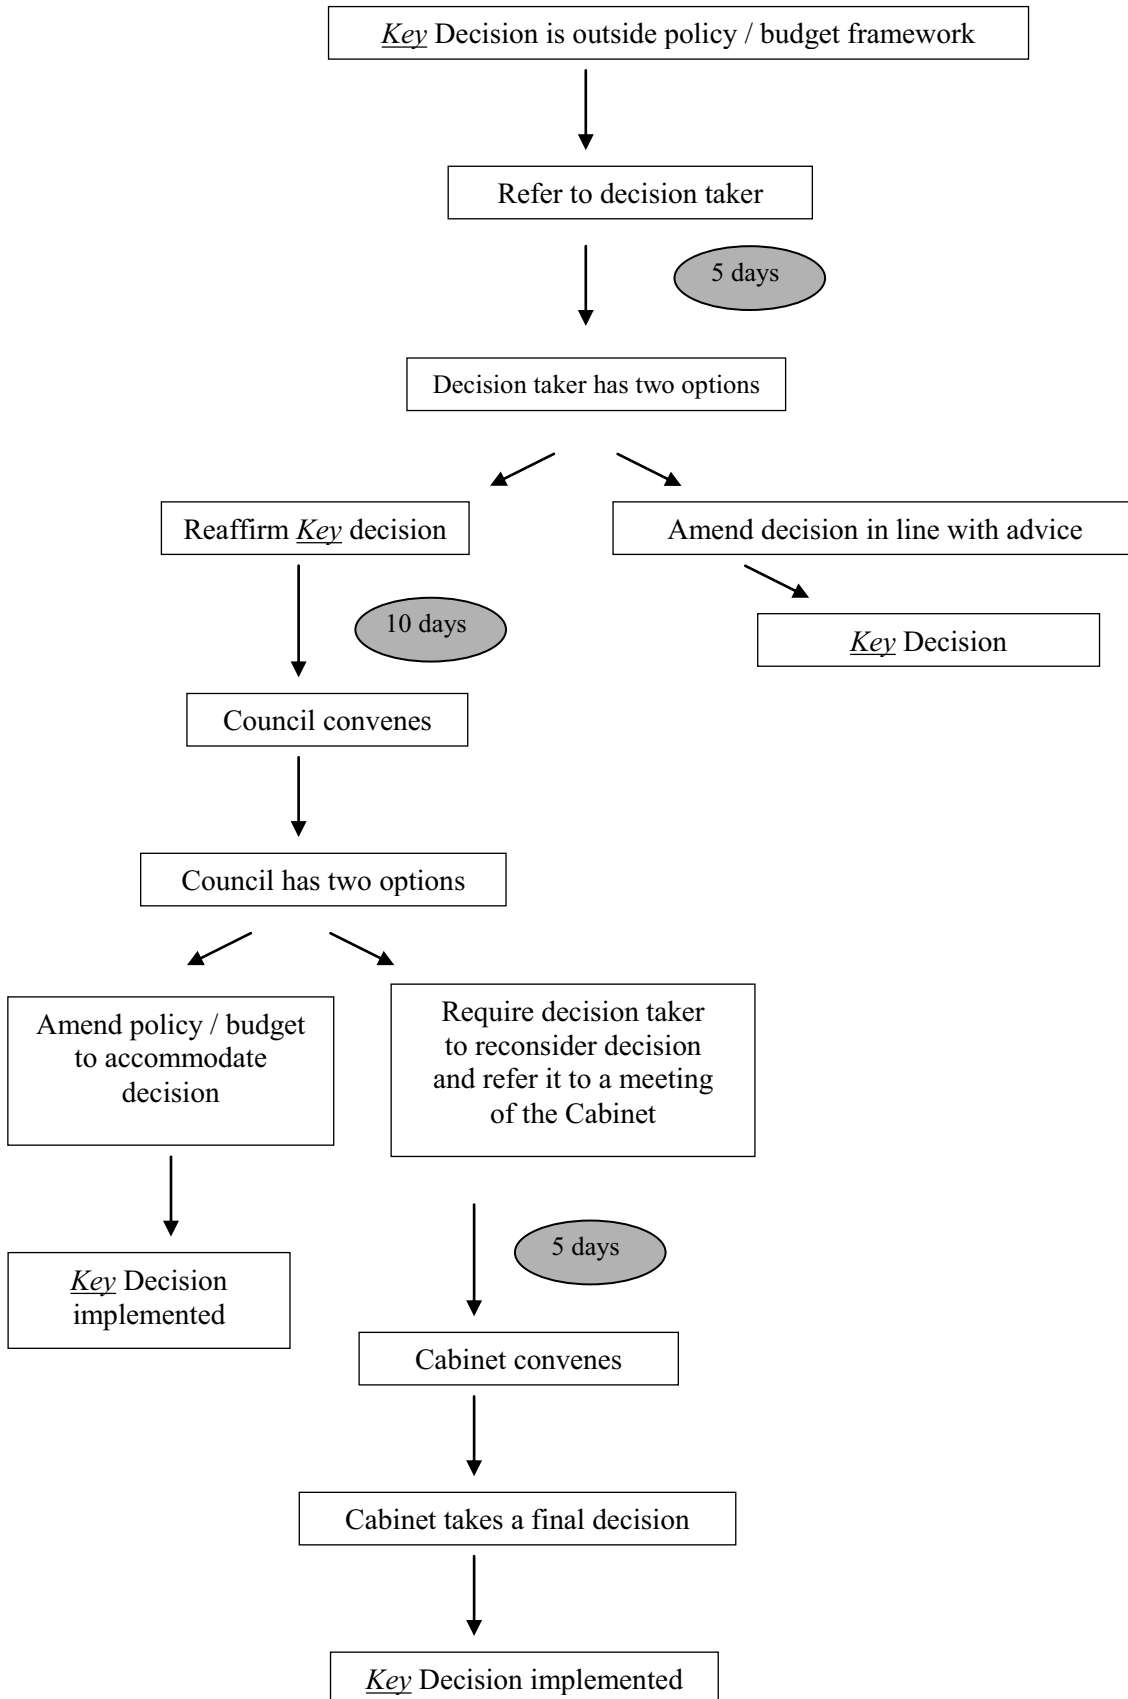 Key Decision is outside policy / budget framework
Refer to decision taker
5 days
Decision taker has two options
Reaffirm Key decision
Amend decision in line with advice
10 days
Key Decision
Council convenes
Council has two options
Amend policy / budget
to accommodate
decision
Require decision taker
to reconsider decision
and refer it to a meeting
of the Cabinet
5 days
Key Decision
implemented
Cabinet convenes
Cabinet takes a final decision
Key Decision implemented